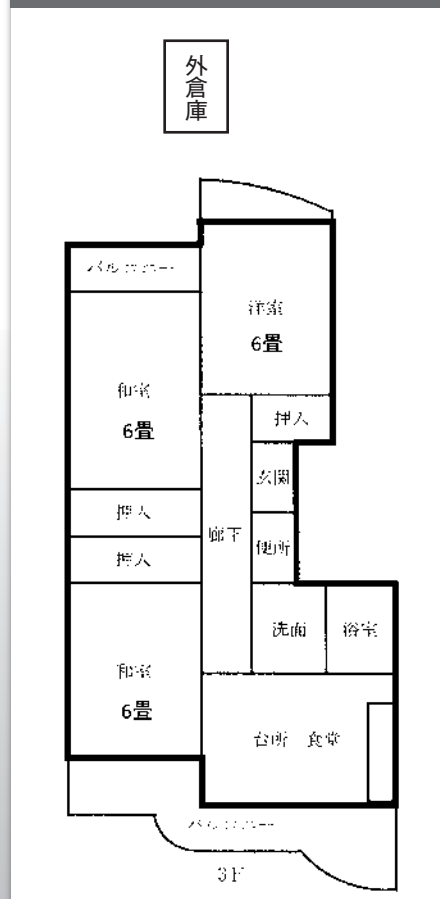 外倉庫
バルコニー
洋室
6畳
和室
6畳
押入
玄関
押入
廊下
便所
押入
洗面
浴室
和室
6畳
台所 食堂
バルコニー
3F